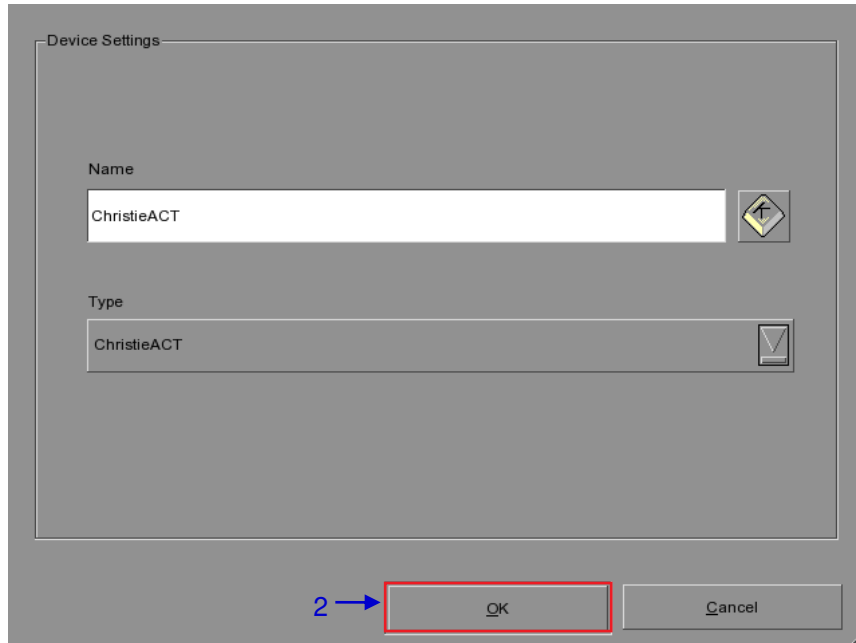 Device Settings
Name
ChristieACT
Type
ChristieACT
2
OK
Cancel